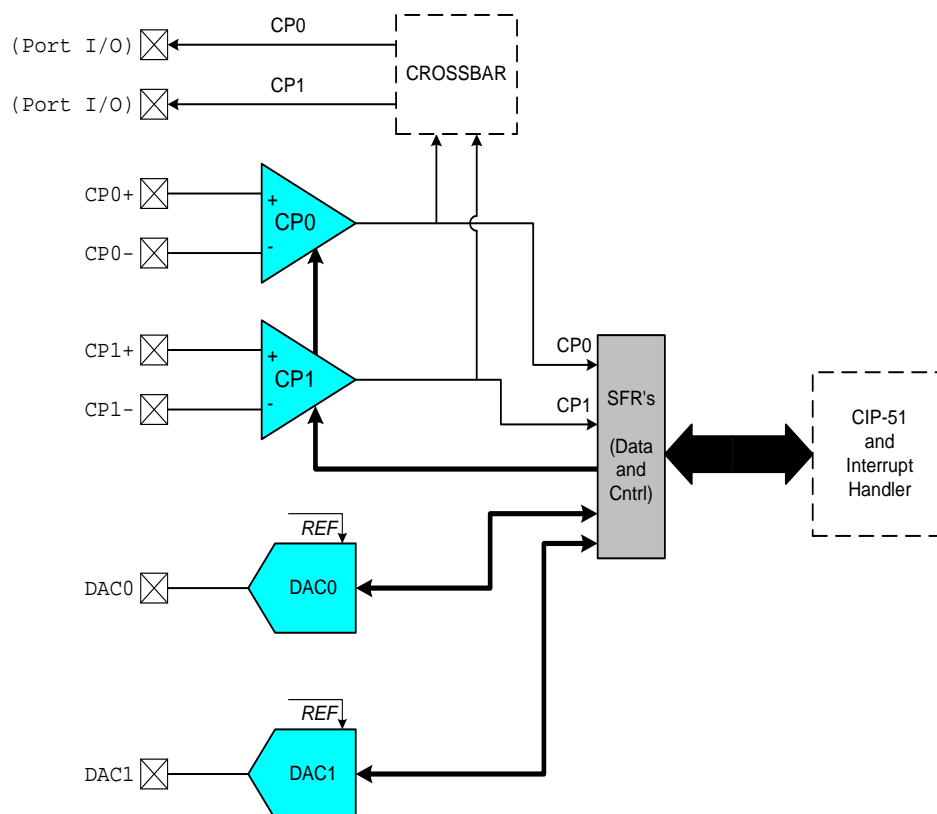 CP0
(Port I/O)
CROSSBAR
CP1
(Port I/O)
CP0+
+
CP0
CP0-
-
CP1+
+
CP0
CP1
CP1-
-
CP1
SFR's
(Data
and
Cntrl)
CIP-51
and
Interrupt
Handler
REF
DAC0
DAC0
REF
DAC1
DAC1